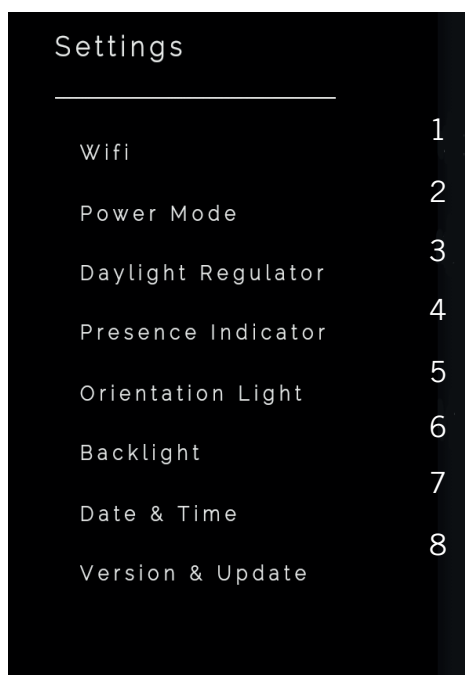 Settings
Wifi 1
Power Mode 2
Daylight Regulator 3
Presence Indicator 4
Orientation Light 5
Backlight 6
Date & Time 7
Version & Update 8